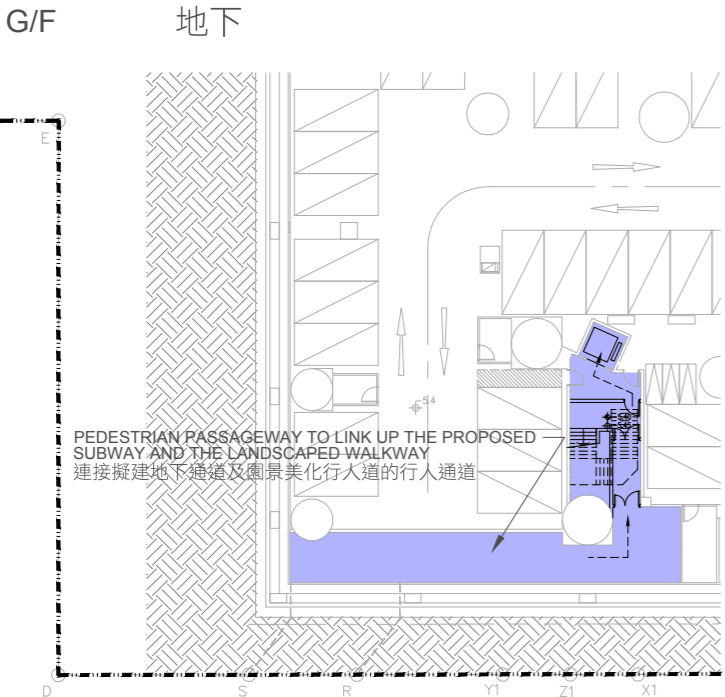 G/F 地下
E
5.4
PEDESTRIAN PASSAGEWAY TO LINK UP THE PROPOSED
SUBWAY AND THE LANDSCAPED WALKWAY
連接擬建地下通道及園景美化行人道的行人通道
D S R Y1 Z1 X1